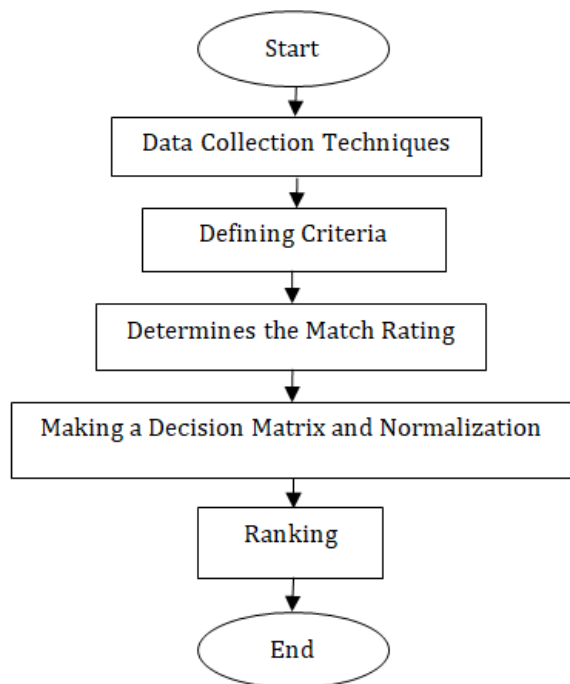 Start
Data Collection Techniques
Defining Criteria
Determines the Match Rating
Making a Decision Matrix and Normalization
Ranking
End